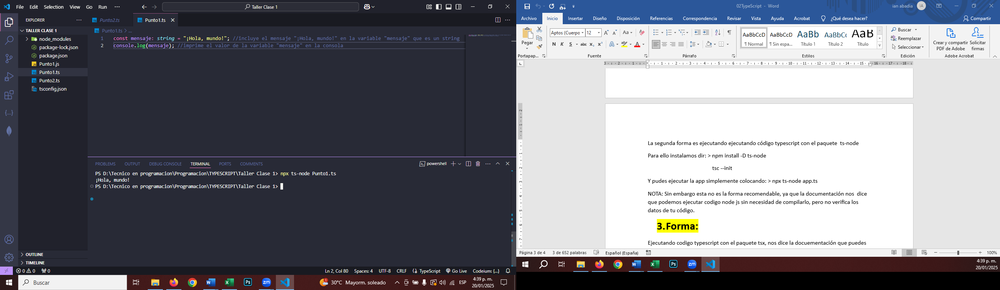 File Edit Selection View Go Run ···
Taller Clase 1
EXPLORER
TALLER CLASE 1
node_modules
package-lock.json
package.json
JS Punto1.js
TS Punto1.ts
TS Punto2.ts
tsconfig.json
OUTLINE
TIMELINE
TS Punto2.ts
TS Punto1.ts
TS Punto1.ts > ...
1 const mensaje: string = "¡Hola, mundo!"; //incluye el mensaje "¡Hola, mundo!" en la variable "mensaje" que es un string
2 console.log(mensaje); //imprime el valor de la variable "mensaje" en la consola
PROBLEMS OUTPUT DEBUG CONSOLE TERMINAL PORTS COMMENTS
powershell
PS D:\Tecnico en programacion\Programacion\TYPESCRIPT\Taller Clase 1> npx ts-node Punto1.ts
¡Hola, mundo!
PS D:\Tecnico en programacion\Programacion\TYPESCRIPT\Taller Clase 1>
0 0 0 Ln 2, Col 80 Spaces: 4 UTF-8 CRLF TypeScript Go Live Codeium: {...}
Buscar
30°C Mayorm. soleado
ESP
4:39 p. m.
20/01/2025
02TypeScript - Word
ian abadia IA
Archivo Inicio Insertar Diseño Disposición Referencias Correspondencia Revisar Vista Ayuda Acrobat ¿Qué desea hacer? Compartir
Pegar
Portapap...
Aptos (Cuerpo 12
N K S abc x₂ x²
Fuente
Párrafo
AaBbCcD AaBbCcD AaBb AaBbCc AaB
¶ Normal ¶ Sin espa... Título 1 Título 2 Título
Estilos
Buscar
Reemplazar
Seleccionar
Edición
Crear y compartir PDF de Adobe
Solicitar firmas
Adobe Acrobat
La segunda forma es ejecutando ejecutando código typescript con el paquete ts-node
Para ello instalamos dir: > npm install -D ts-node
tsc --init
Y pudes ejecutar la app simplemente colocando: > npx ts-node app.ts
NOTA: Sin embargo esta no es la forma recomendable, ya que la documentación nos dice
que podemos ejecutar codigo node js sin necesidad de compilarlo, pero no verifica los
datos de tu código.
3.Forma:
Ejecutando codigo typescript con el paquete tsx, nos dice la docuementación que puedes
Página 3 de 4 3 de 652 palabras Español (España) 100%
4:39 p. m.
20/01/2025